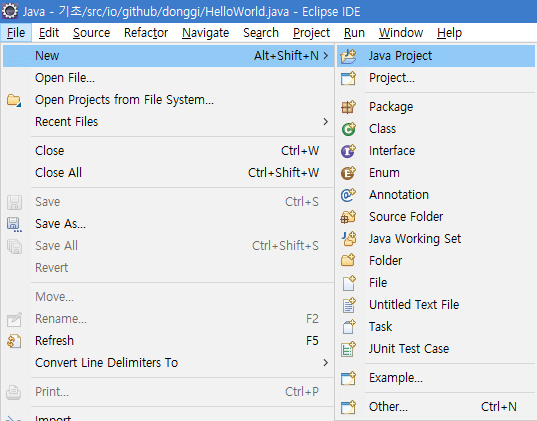 Java - 기초/src/io/github/donggi/HelloWorld.java - Eclipse IDE
File Edit Source Refactor Navigate Search Project Run Window Help
New Alt+Shift+N >
Open File...
Open Projects from File System...
Recent Files >
Close Ctrl+W
Close All Ctrl+Shift+W
Save Ctrl+S
Save As...
Save All Ctrl+Shift+S
Revert
Move...
Rename... F2
Refresh F5
Convert Line Delimiters To >
Print... Ctrl+P
Import...
Java Project
Project...
Package
Class
Interface
Enum
Annotation
Source Folder
Java Working Set
Folder
File
Untitled Text File
Task
JUnit Test Case
Example...
Other... Ctrl+N